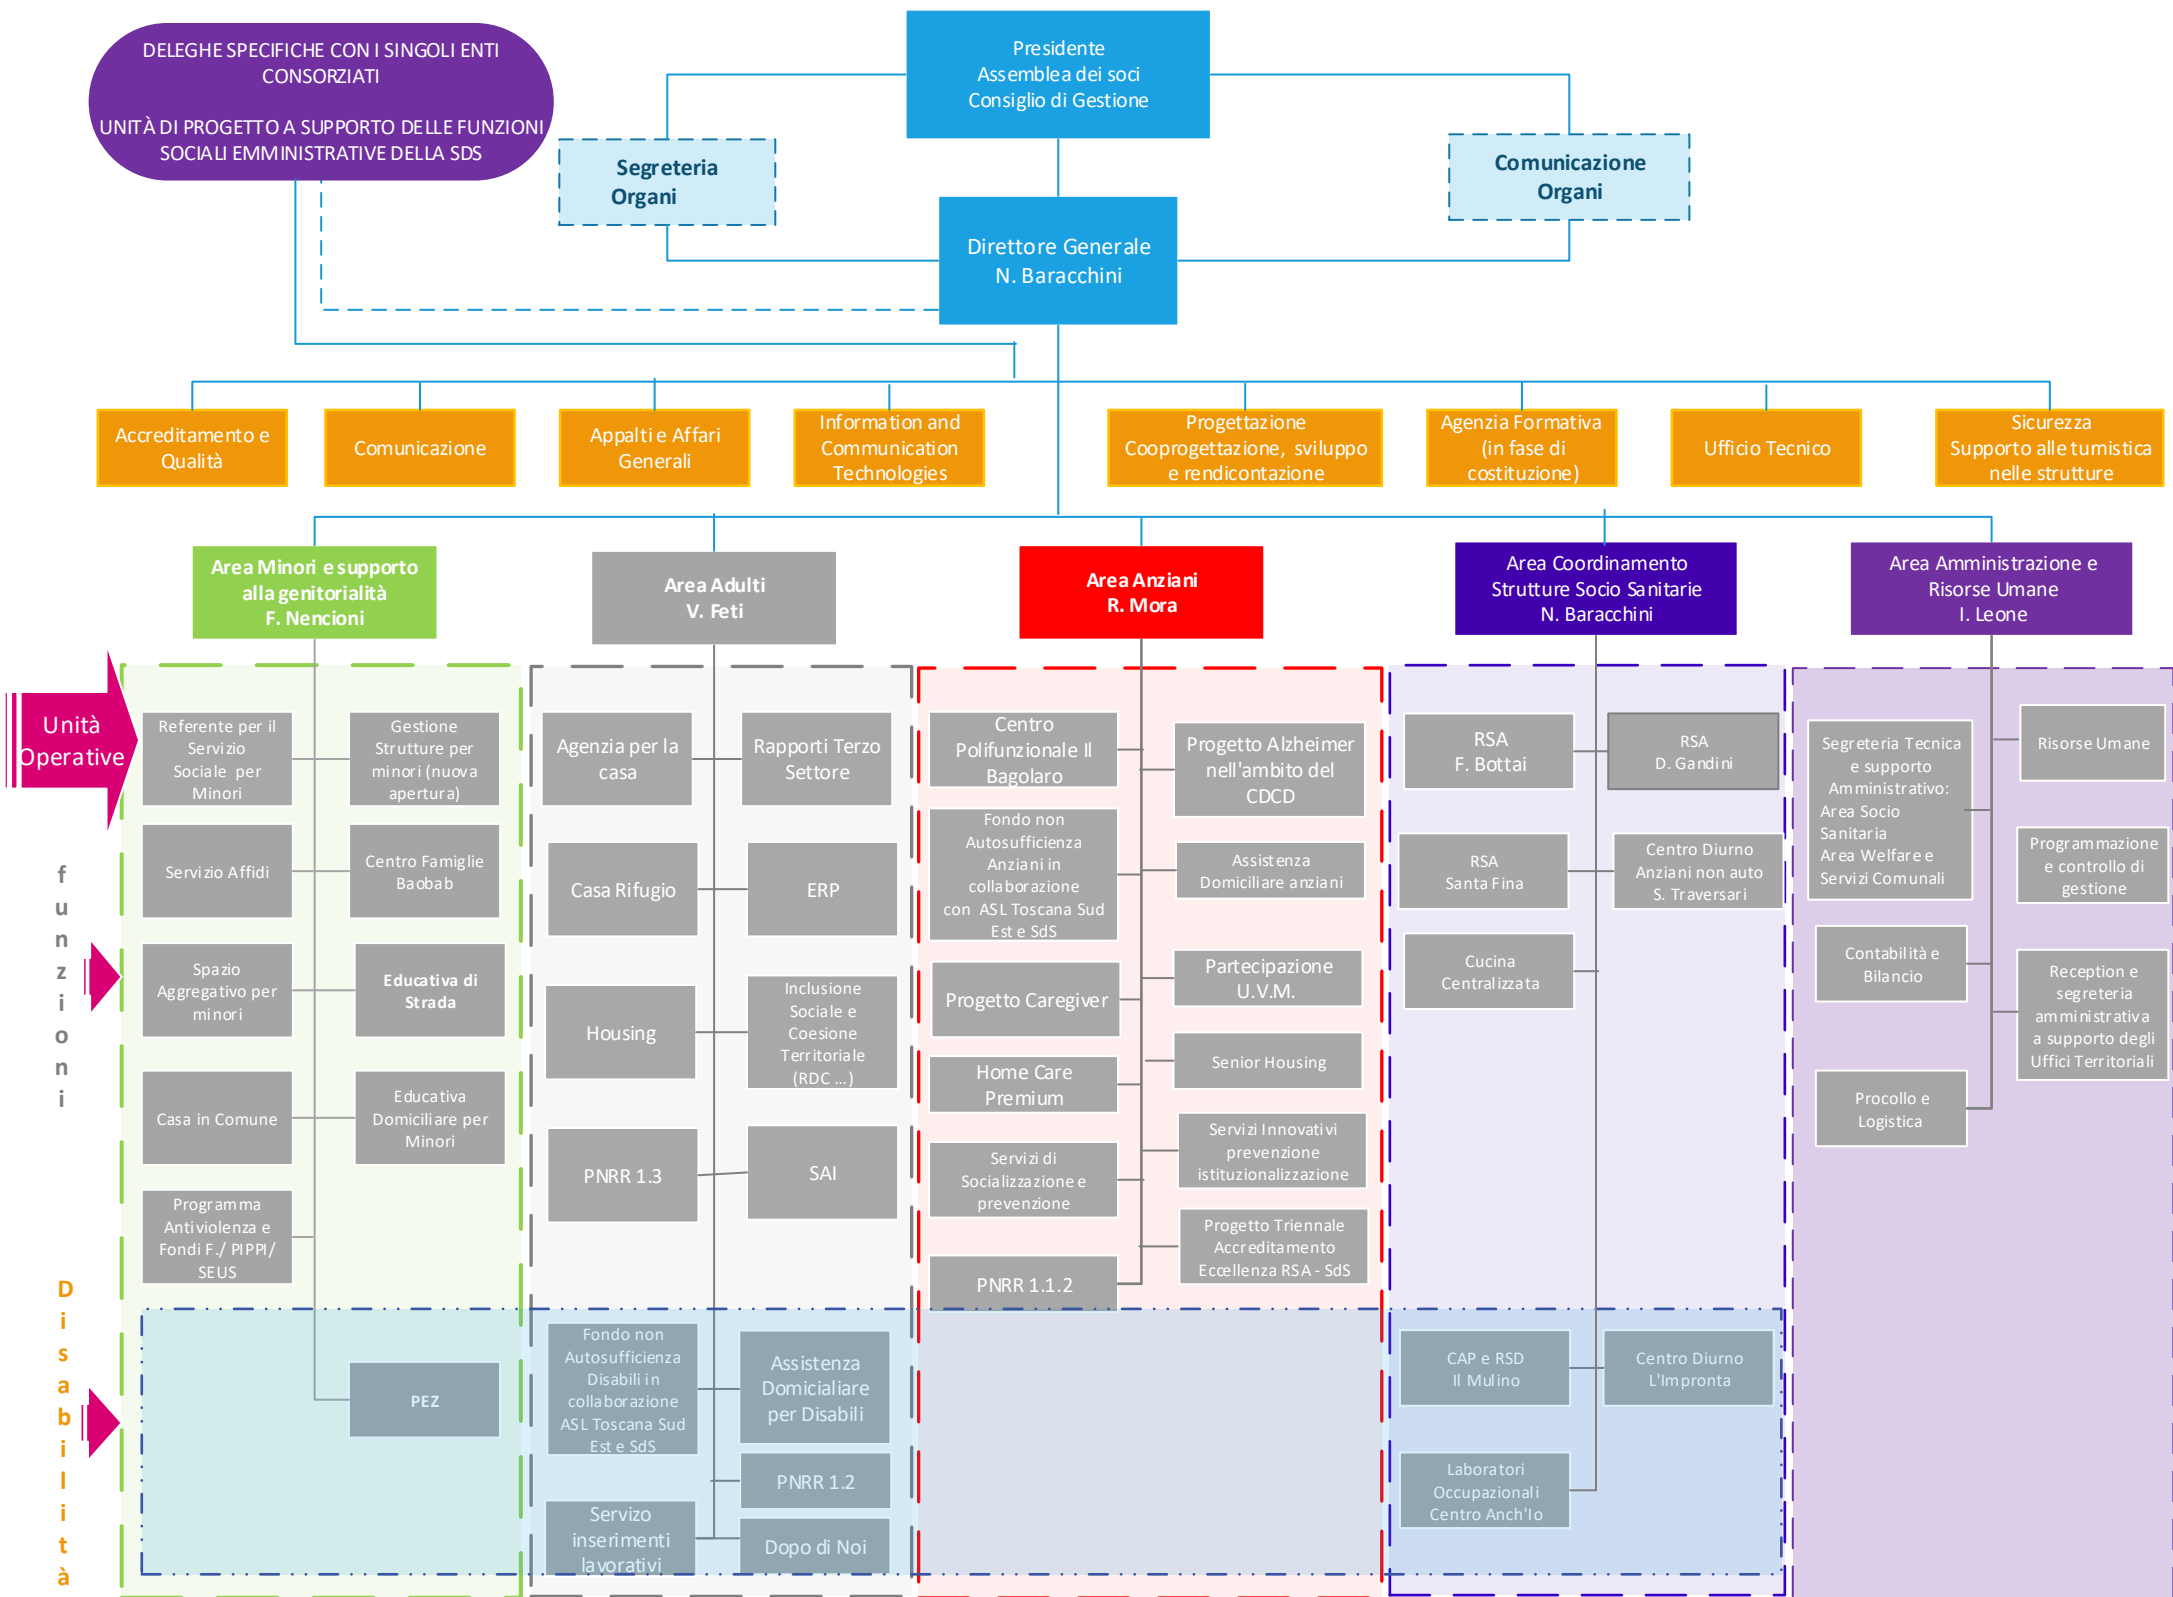 DELEGHE SPECIFICHE CON I SINGOLI ENTI
CONSORZIATI
UNITÀ DI PROGETTO A SUPPORTO DELLE FUNZIONI
SOCIALI EMMINISTRATIVE DELLA SDS
Presidente
Assemblea dei soci
Consiglio di Gestione
Segreteria
Organi
Comunicazione
Organi
Direttore Generale
N. Baracchini
Accreditamento e
Qualità
Comunicazione
Appalti e Affari
Generali
Information and
Communication
Technologies
Progettazione
Cooprogettazione, sviluppo
e rendicontazione
Agenzia Formativa
(in fase di
costituzione)
Ufficio Tecnico
Sicurezza
Supporto alle turnistica
nelle strutture
Area Minori e supporto
alla genitorialità
F. Nencioni
Area Adulti
V. Feti
Area Anziani
R. Mora
Area Coordinamento
Strutture Socio Sanitarie
N. Baracchini
Area Amministrazione e
Risorse Umane
I. Leone
Unità
Operative
funzioni
Disabilità
Referente per il
Servizio
Sociale per
Minori
Gestione
Strutture per
minori (nuova
apertura)
Servizio Affidi
Centro Famiglie
Baobab
Spazio
Aggregativo per
minori
Educativa di
Strada
Casa in Comune
Educativa
Domiciliare per
Minori
Programma
Antiviolenza e
Fondi F./ PIPPI/
SEUS
PEZ
Agenzia per la
casa
Rapporti Terzo
Settore
Casa Rifugio
ERP
Housing
Inclusione
Sociale e
Coesione
Territoriale
(RDC ...)
PNRR 1.3
SAI
Fondo non
Autosufficienza
Disabili in
collaborazione
ASL Toscana Sud
Est e SdS
Assistenza
Domicialiare
per Disabili
PNRR 1.2
Servizo
inserimenti
lavorativi
Dopo di Noi
Centro
Polifunzionale Il
Bagolaro
Progetto Alzheimer
nell'ambito del
CDCD
Fondo non
Autosufficienza
Anziani in
collaborazione
con ASL Toscana Sud
Est e SdS
Assistenza
Domiciliare anziani
Progetto Caregiver
Partecipazione
U.V.M.
Home Care
Premium
Senior Housing
Servizi di
Socializzazione e
prevenzione
Servizi Innovativi
prevenzione
istituzionalizzazione
Progetto Triennale
Accreditamento
Eccellenza RSA - SdS
PNRR 1.1.2
RSA
F. Bottai
RSA
D. Gandini
RSA
Santa Fina
Centro Diurno
Anziani non auto
S. Traversari
Cucina
Centralizzata
CAP e RSD
Il Mulino
Centro Diurno
L'Impronta
Laboratori
Occupazionali
Centro Anch'Io
Segreteria Tecnica
e supporto
Amministrativo:
Area Socio
Sanitaria
Area Welfare e
Servizi Comunali
Risorse Umane
Programmazione
e controllo di
gestione
Contabilità e
Bilancio
Reception e
segreteria
amministrativa
a supporto degli
Uffici Territoriali
Procollo e
Logistica